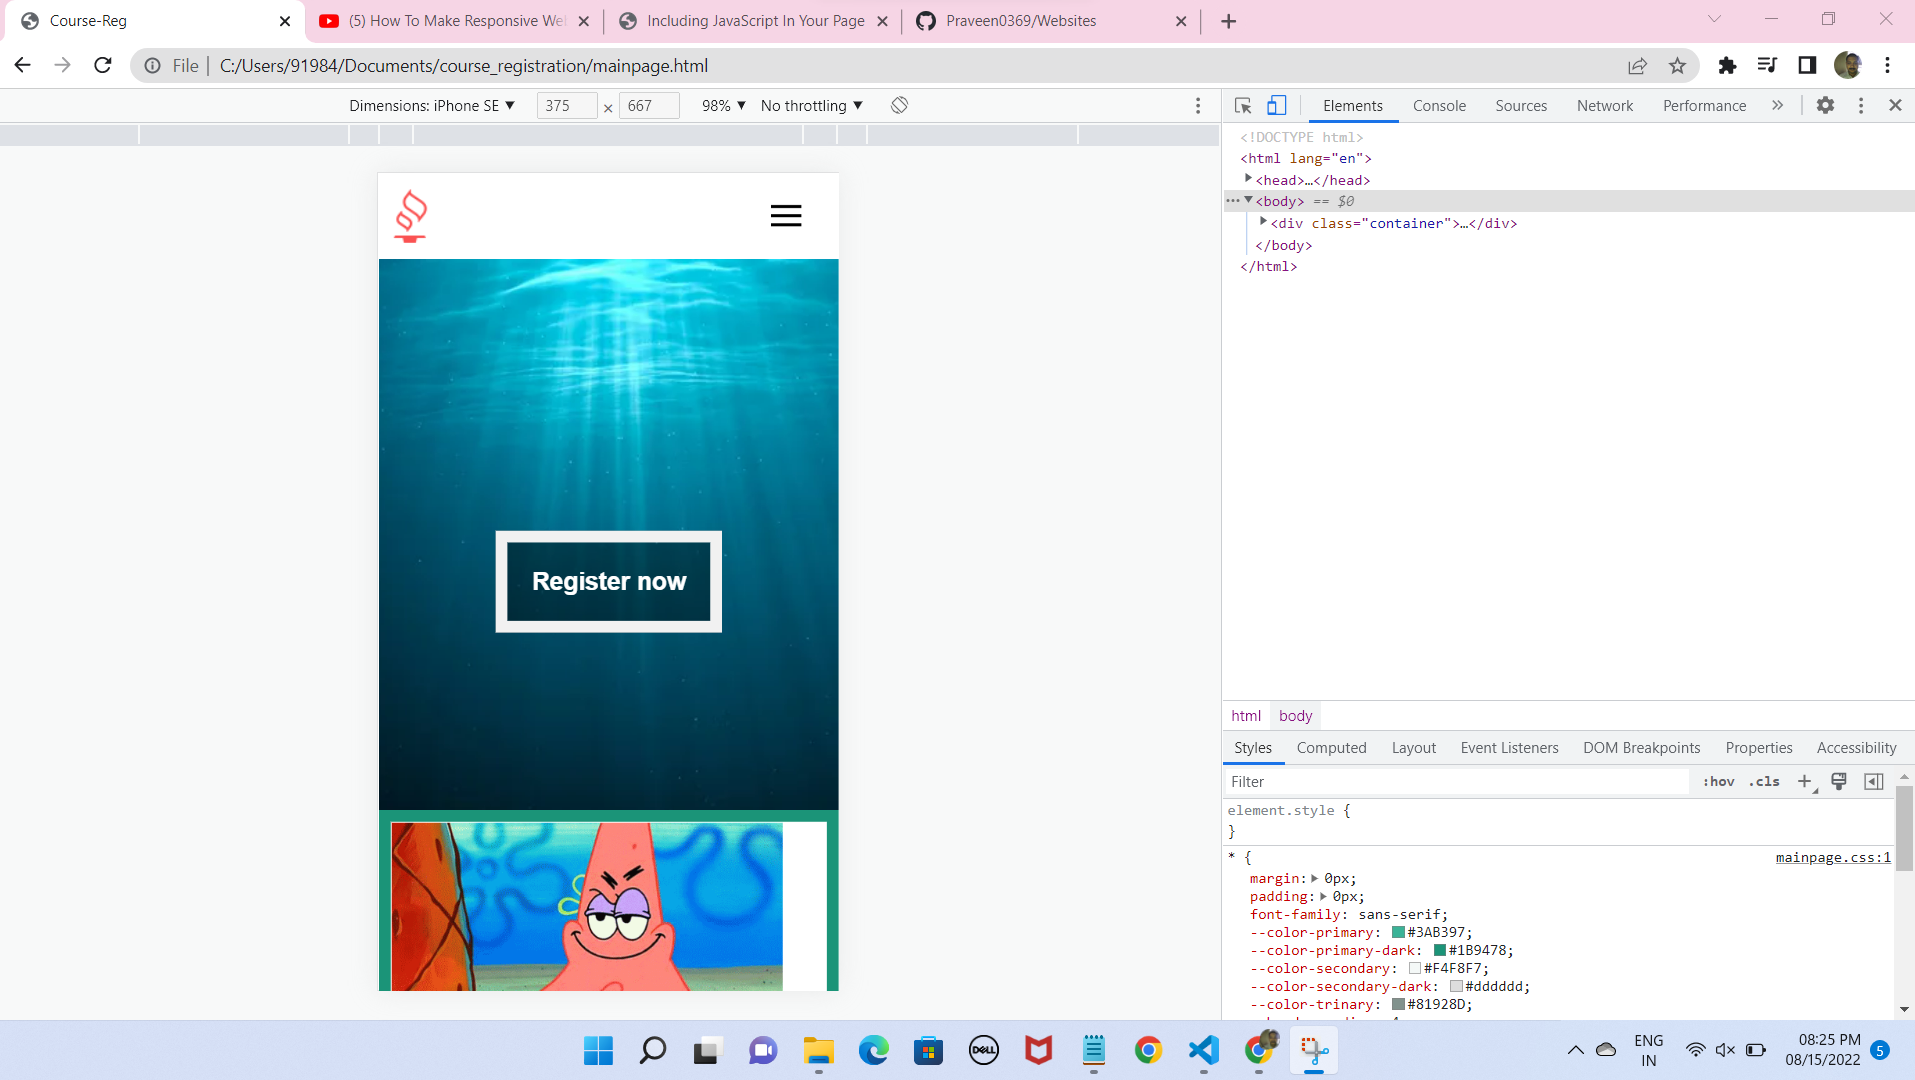 Course-Reg
(5) How To Make Responsive We
Including JavaScript In Your Page
Praveen0369/Websites
File
C:/Users/91984/Documents/course_registration/mainpage.html
Dimensions: iPhone SE ▼
375 × 667
98% ▼
No throttling ▼
Elements
Console
Sources
Network
Performance
<!DOCTYPE html>
<html lang="en">
▶<head>…</head>
▼<body> == $0
▶<div class="container">…</div>
</body>
</html>
Register now
html
body
Styles
Computed
Layout
Event Listeners
DOM Breakpoints
Properties
Accessibility
Filter
:hov
.cls
element.style {
}
* {
mainpage.css:1
margin:▶ 0px;
padding:▶ 0px;
font-family: sans-serif;
--color-primary: #3AB397;
--color-primary-dark: #1B9478;
--color-secondary: #F4F8F7;
--color-secondary-dark: #dddddd;
--color-trinary: #81928D;
DELL
ENG
IN
08:25 PM
08/15/2022
5